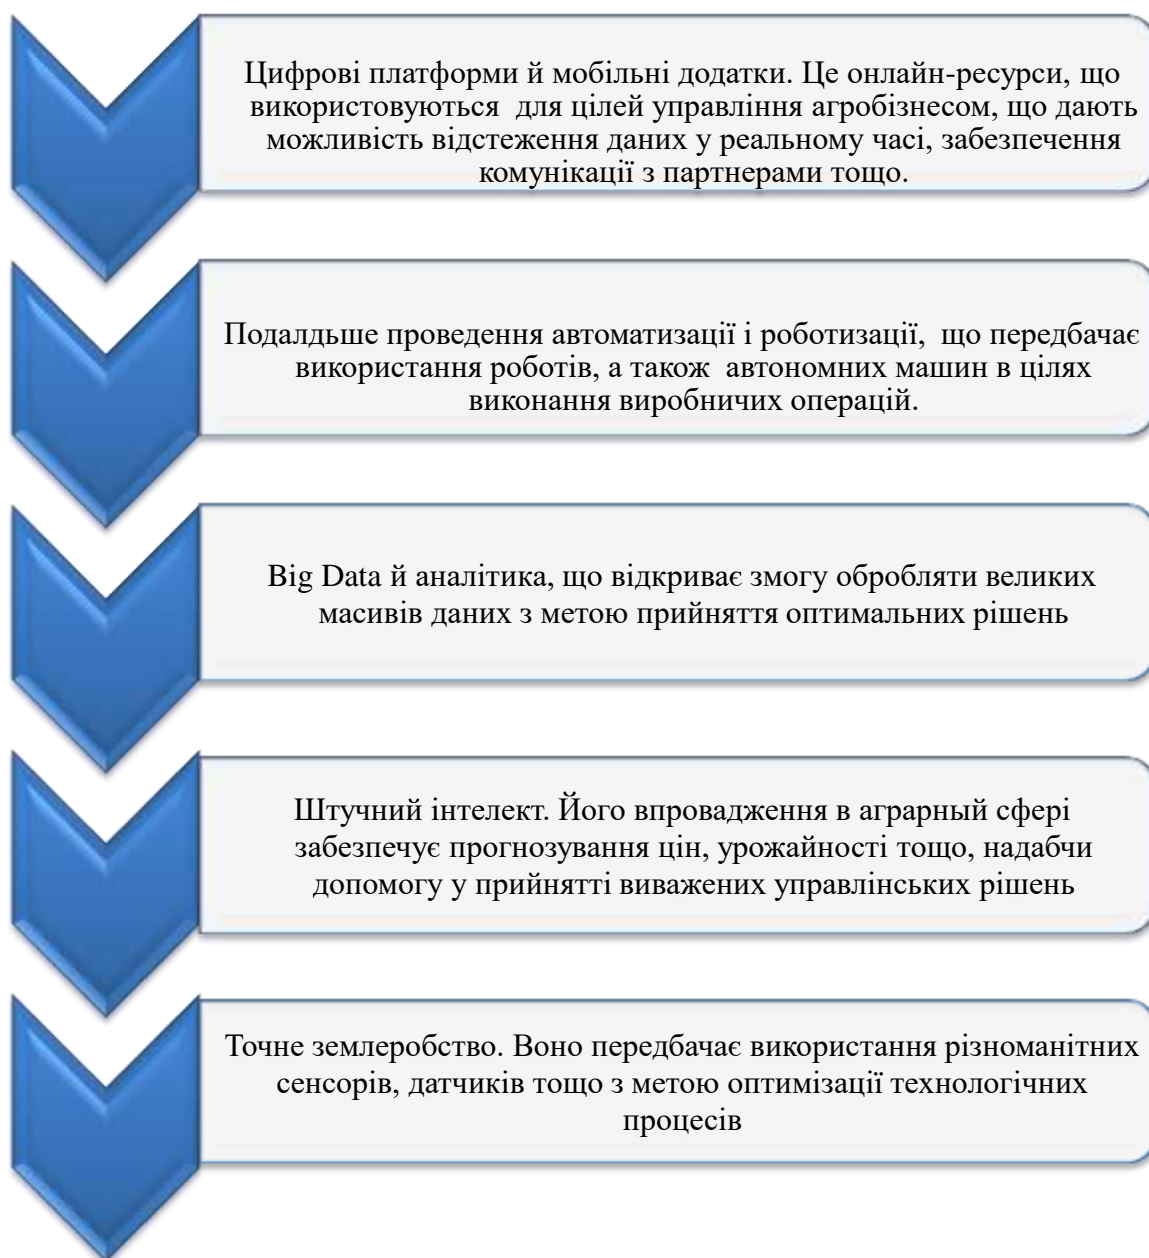 Цифрові платформи й мобільні додатки. Це онлайн-ресурси, що
використовуються для цілей управління агробізнесом, що дають
можливість відстеження даних у реальному часі, забезпечення
комунікації з партнерами тощо.
Подалдьше проведення автоматизації і роботизації, що передбачає
використання роботів, а також автономних машин в цілях
виконання виробничих операцій.
Big Data й аналітика, що відкриває змогу обробляти великих
масивів даних з метою прийняття оптимальних рішень
Штучний інтелект. Його впровадження в аграрный сфері
забезпечує прогнозування цін, урожайності тощо, надабчи
допомогу у прийнятті виважених управлінських рішень
Точне землеробство. Воно передбачає використання різноманітних
сенсорів, датчиків тощо з метою оптимізації технологічних
процесів